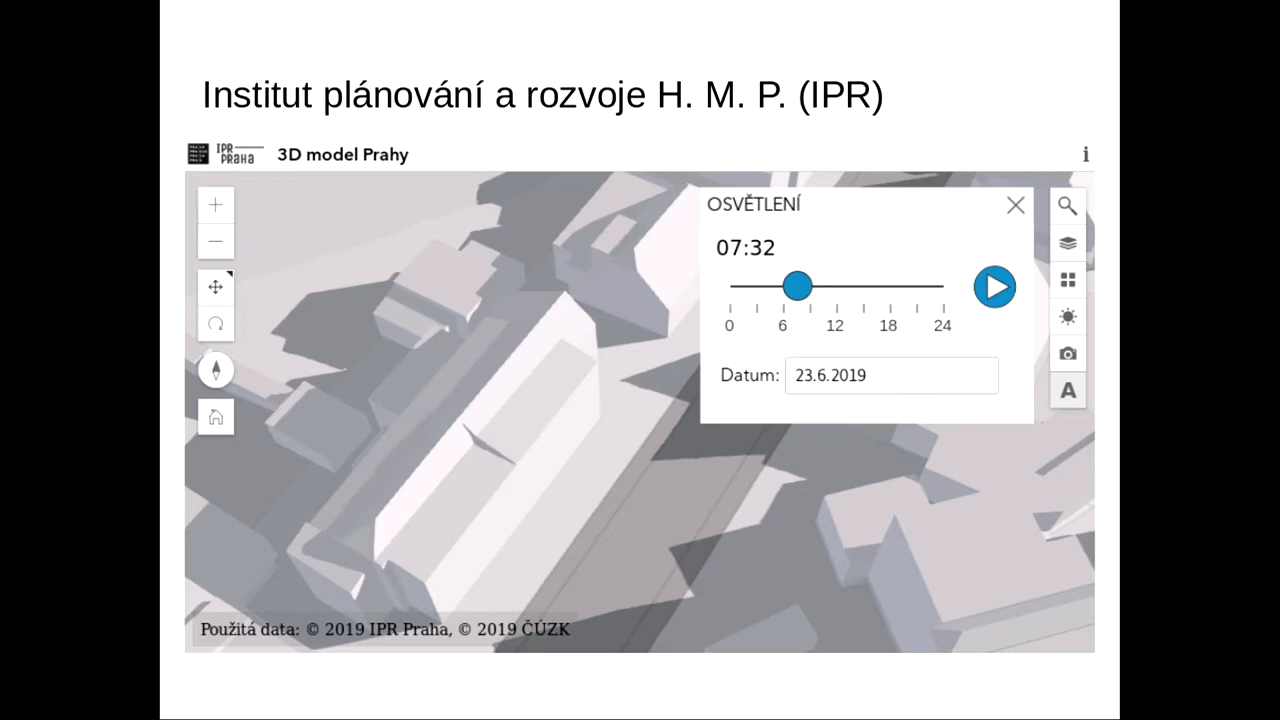 Institut plánování a rozvoje H. M. P. (IPR)
IPR
PRAHA
3D model Prahy
i
OSVĚTLENÍ
07:32
0 6 12 18 24
Datum: 23.6.2019
A
Použitá data: © 2019 IPR Praha, © 2019 ČÚZK